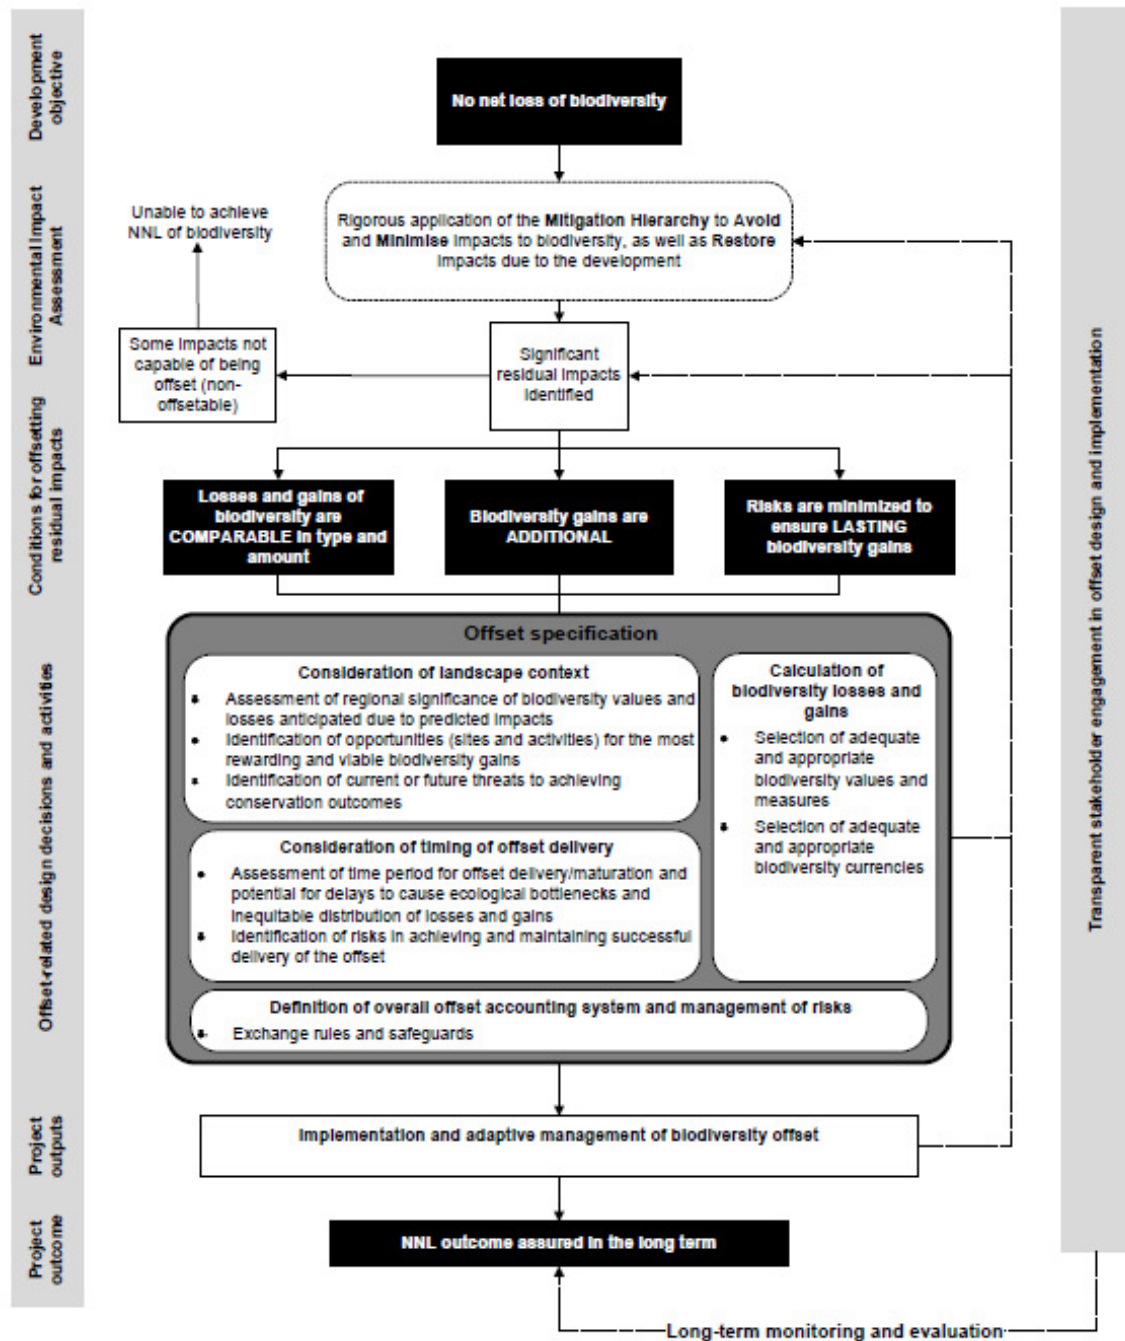 Development
objective
No net loss of biodiversity
Environmental Impact
Assessment
Unable to achieve
NNL of biodiversity
Rigorous application of the Mitigation Hierarchy to Avoid
and Minimise impacts to biodiversity, as well as Restore
impacts due to the development
Some impacts not
capable of being
offset (non-
offsetable)
Significant
residual impacts
identified
Conditions for offsetting
residual impacts
Losses and gains of
biodiversity are
COMPARABLE in type and
amount
Biodiversity gains are
ADDITIONAL
Risks are minimized to
ensure LASTING
biodiversity gains
Offset-related design decisions and activities
Offset specification
Consideration of landscape context
Assessment of regional significance of biodiversity values and
losses anticipated due to predicted impacts
Identification of opportunities (sites and activities) for the most
rewarding and viable biodiversity gains
Identification of current or future threats to achieving
conservation outcomes
Calculation of
biodiversity losses and
gains
Selection of adequate
and appropriate
biodiversity values and
measures
Selection of adequate
and appropriate
biodiversity currencies
Consideration of timing of offset delivery
Assessment of time period for offset delivery/maturation and
potential for delays to cause ecological bottlenecks and
inequitable distribution of losses and gains
Identification of risks in achieving and maintaining successful
delivery of the offset
Definition of overall offset accounting system and management of risks
Exchange rules and safeguards
Project
outputs
Implementation and adaptive management of biodiversity offset
Project
outcome
NNL outcome assured in the long term
Transparent stakeholder engagement in offset design and implementation
Long-term monitoring and evaluation